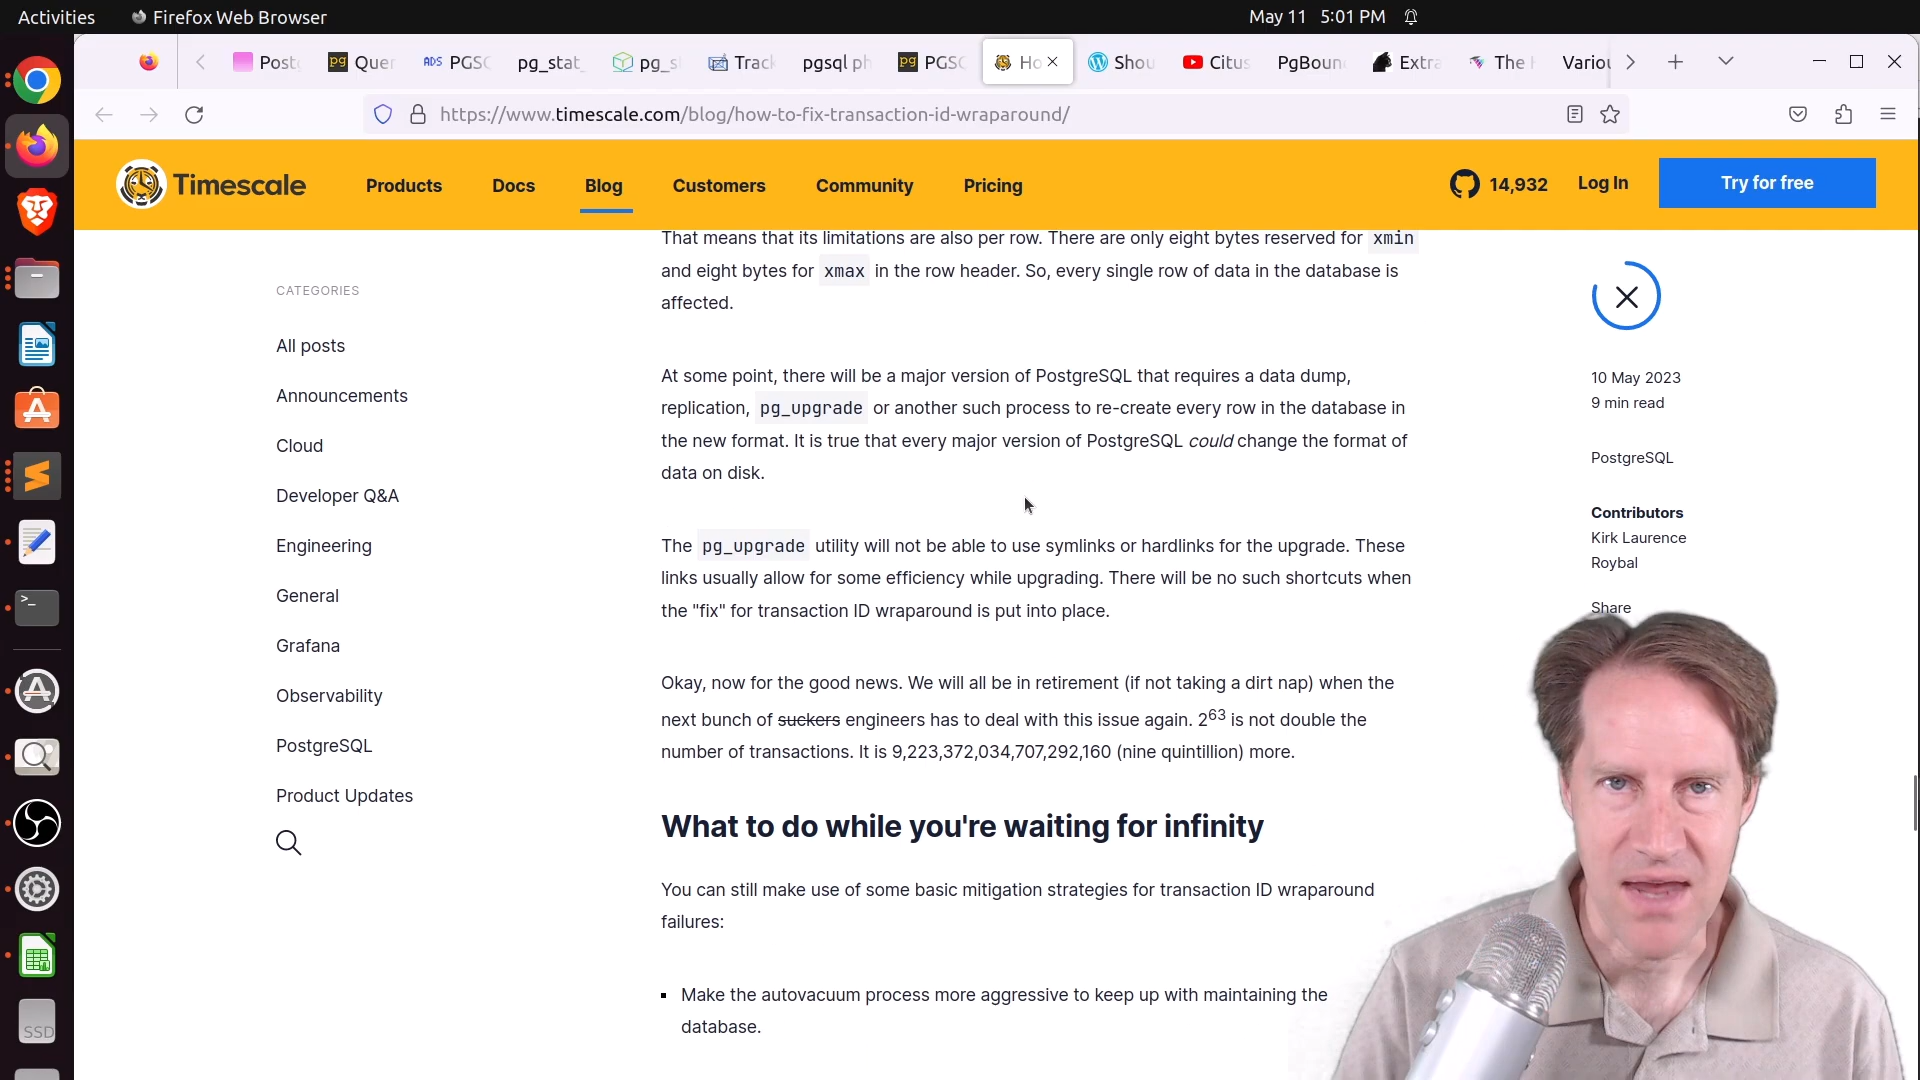 Activities Firefox Web Browser May 11 5:01 PM
Post pg Que ADS PGSC pg_stat_ pg_s Track pgsql ph pg PGSC Ho Shou Citus PgBoun Extra The Variou
https://www.timescale.com/blog/how-to-fix-transaction-id-wraparound/
Timescale Products Docs Blog Customers Community Pricing 14,932 Log In Try for free
That means that its limitations are also per row. There are only eight bytes reserved for xmin
and eight bytes for xmax in the row header. So, every single row of data in the database is
affected.
At some point, there will be a major version of PostgreSQL that requires a data dump,
replication, pg_upgrade or another such process to re-create every row in the database in
the new format. It is true that every major version of PostgreSQL could change the format of
data on disk.
The pg_upgrade utility will not be able to use symlinks or hardlinks for the upgrade. These
links usually allow for some efficiency while upgrading. There will be no such shortcuts when
the "fix" for transaction ID wraparound is put into place.
Okay, now for the good news. We will all be in retirement (if not taking a dirt nap) when the
next bunch of suckers engineers has to deal with this issue again. 2^63 is not double the
number of transactions. It is 9,223,372,034,707,292,160 (nine quintillion) more.
What to do while you're waiting for infinity
You can still make use of some basic mitigation strategies for transaction ID wraparound
failures:
Make the autovacuum process more aggressive to keep up with maintaining the
database.
CATEGORIES
All posts
Announcements
Cloud
Developer Q&A
Engineering
General
Grafana
Observability
PostgreSQL
Product Updates
10 May 2023
9 min read
PostgreSQL
Contributors
Kirk Laurence
Roybal
Share
SSD